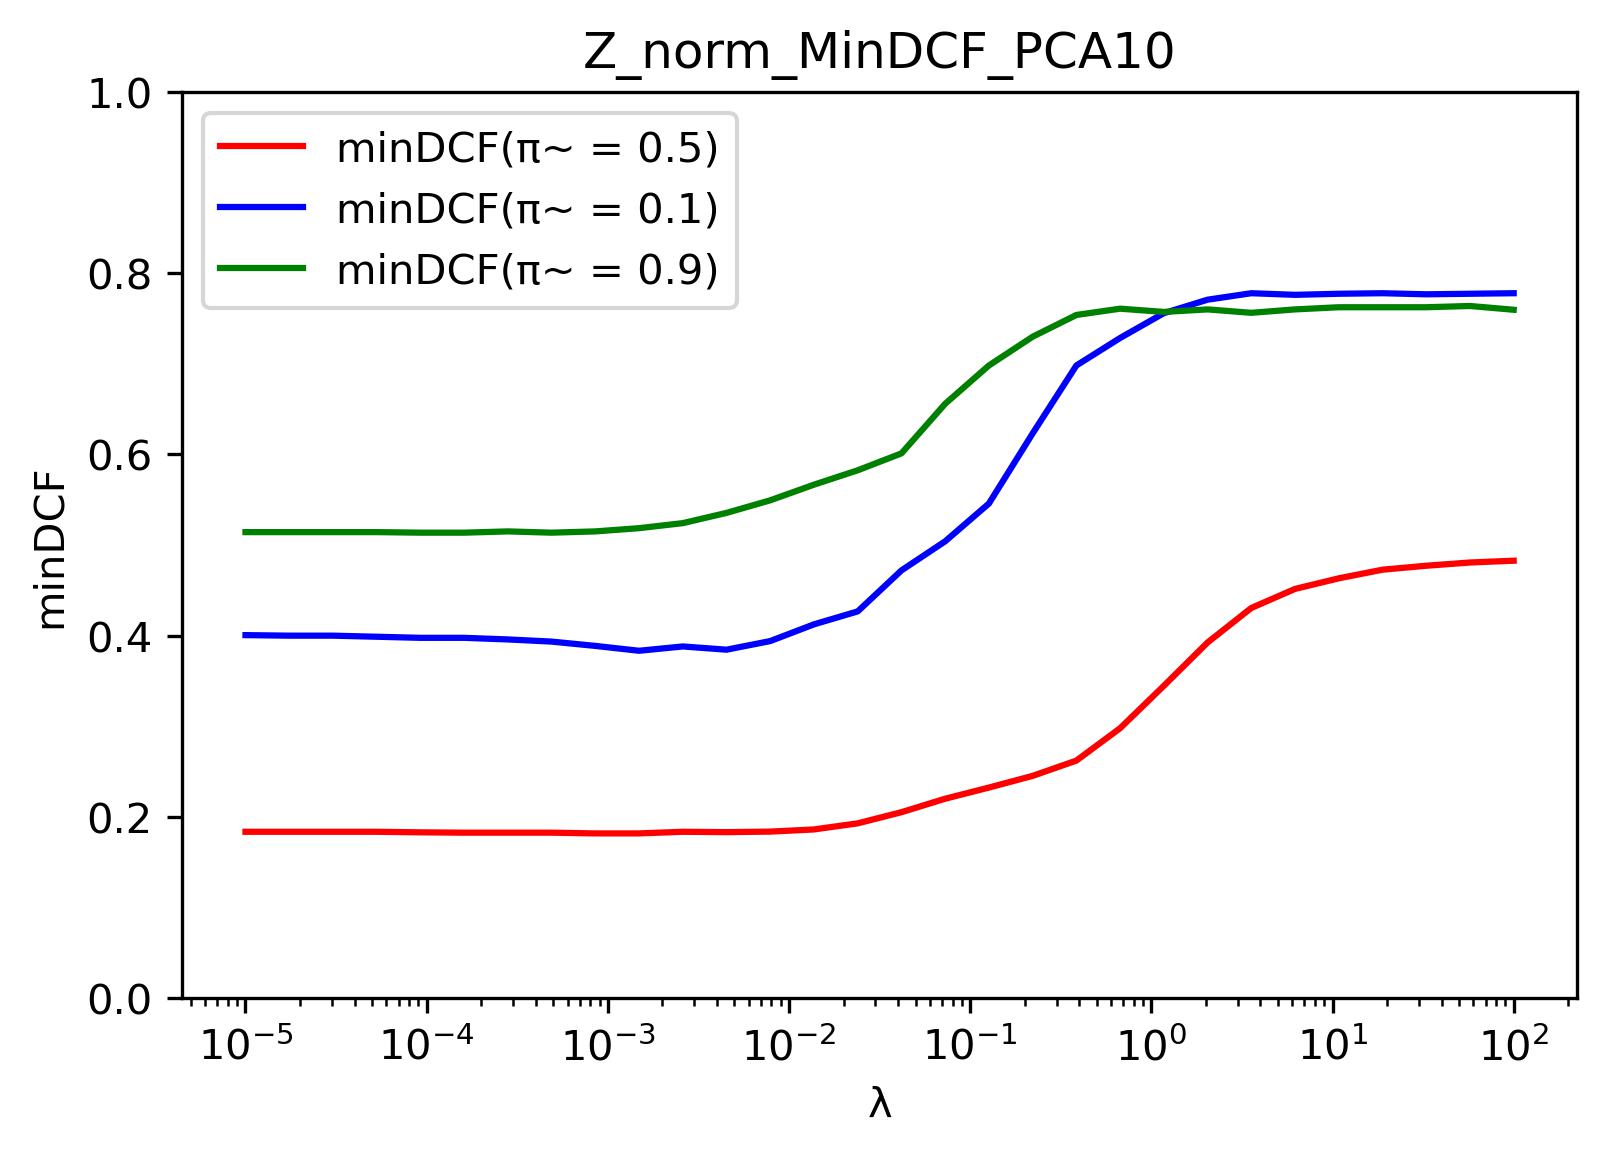 Z_norm_MinDCF_PCA10
1.0
minDCF(π~ = 0.5)
minDCF(π~ = 0.1)
minDCF(π~ = 0.9)
0.8
0.6
minDCF
0.4
0.2
0.0
10⁻⁵ 10⁻⁴ 10⁻³ 10⁻² 10⁻¹ 10⁰ 10¹ 10²
λ